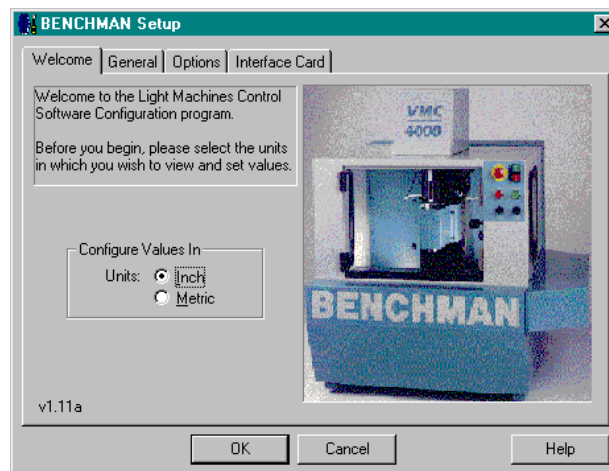 BENCHMAN Setup
Welcome
General
Options
Interface Card
Welcome to the Light Machines Control
Software Configuration program.
Before you begin, please select the units
in which you wish to view and set values.
VMC
4000
Configure Values In
Units:
Inch
Metric
BENCHMAN
v1.11a
OK
Cancel
Help